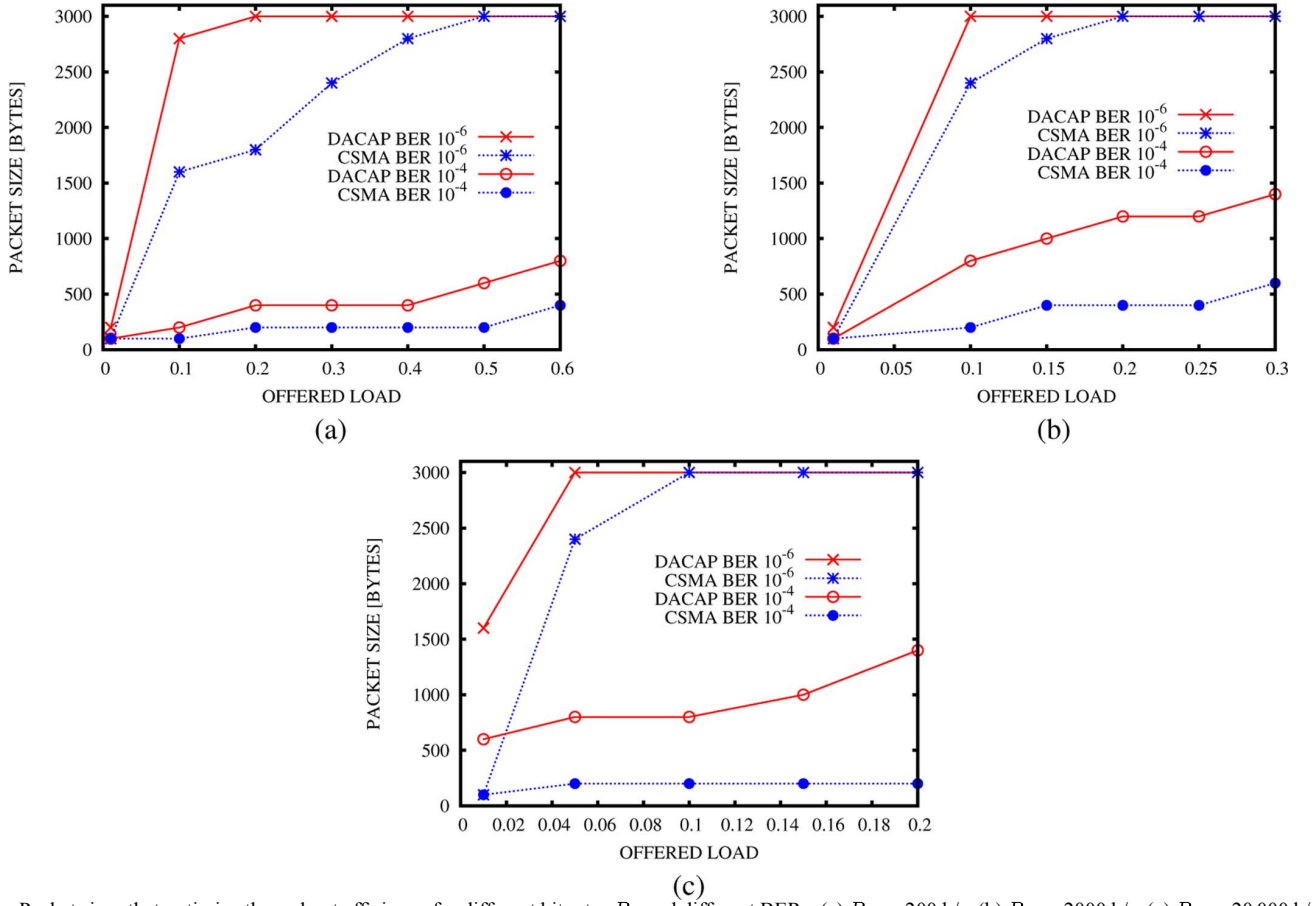 3000
2500
2000
1500
1000
500
0
PACKET SIZE [BYTES]
DACAP BER 10⁻⁶
CSMA BER 10⁻⁶
DACAP BER 10⁻⁴
CSMA BER 10⁻⁴
0 0.1 0.2 0.3 0.4 0.5 0.6
OFFERED LOAD
(a)
3000
2500
2000
1500
1000
500
0
PACKET SIZE [BYTES]
DACAP BER 10⁻⁶
CSMA BER 10⁻⁶
DACAP BER 10⁻⁴
CSMA BER 10⁻⁴
0 0.05 0.1 0.15 0.2 0.25 0.3
OFFERED LOAD
(b)
3000
2500
2000
1500
1000
500
0
PACKET SIZE [BYTES]
DACAP BER 10⁻⁶
CSMA BER 10⁻⁶
DACAP BER 10⁻⁴
CSMA BER 10⁻⁴
0 0.02 0.04 0.06 0.08 0.1 0.12 0.14 0.16 0.18 0.2
OFFERED LOAD
(c)